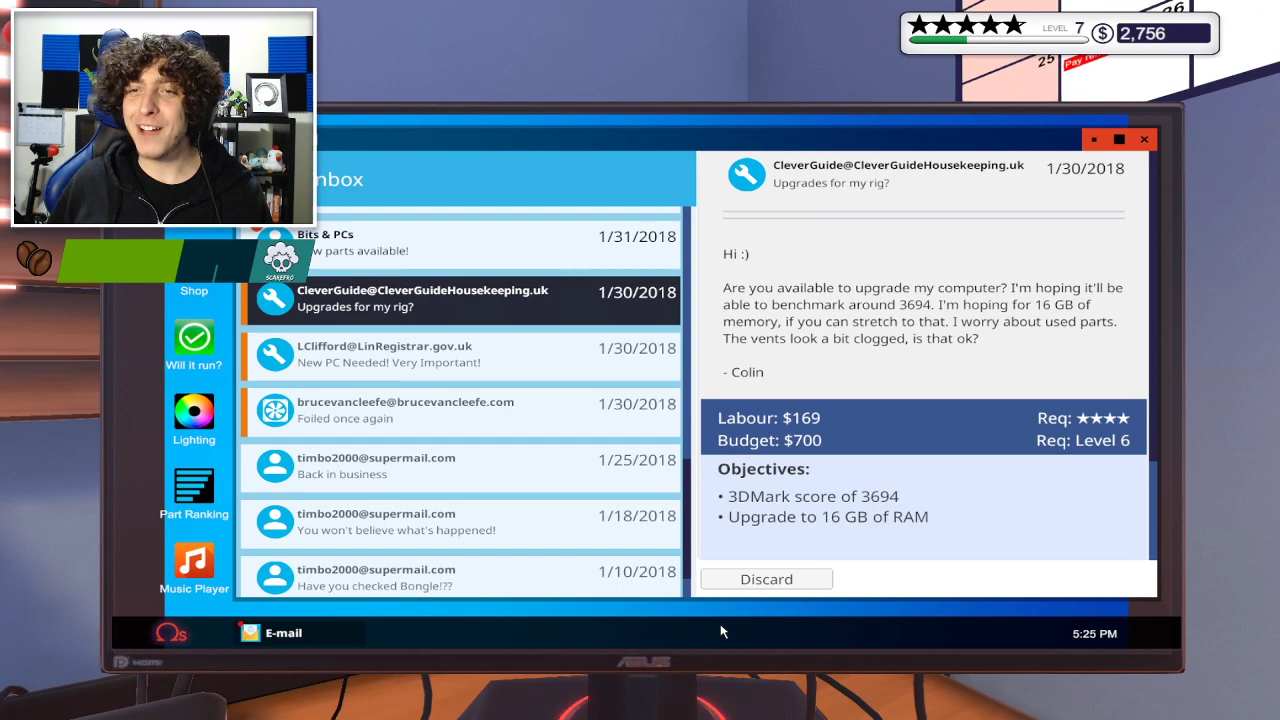 26
LEVEL 7
$ 2,756
25
nbox
Bits & PCs
1/31/2018
w parts available!
CleverGuide@CleverGuideHousekeeping.uk
1/30/2018
Upgrades for my rig?
LClifford@LinRegistrar.gov.uk
1/30/2018
New PC Needed! Very Important!
brucevancleefe@brucevancleefe.com
1/30/2018
Foiled once again
timbo2000@supermail.com
1/25/2018
Back in business
timbo2000@supermail.com
1/18/2018
You won't believe what's happened!
timbo2000@supermail.com
1/10/2018
Have you checked Bongle!??
SCAREFRO
Shop
Will it run?
Lighting
Part Ranking
Music Player
CleverGuide@CleverGuideHousekeeping.uk
1/30/2018
Upgrades for my rig?
Hi :)
Are you available to upgrade my computer? I'm hoping it'll be
able to benchmark around 3694. I'm hoping for 16 GB of
memory, if you can stretch to that. I worry about used parts.
The vents look a bit clogged, is that ok?
- Colin
Labour: $169
Req: ★★★★
Budget: $700
Req: Level 6
Objectives:
• 3DMark score of 3694
• Upgrade to 16 GB of RAM
Discard
Ωs
E-mail
5:25 PM
HDMI
ASUS